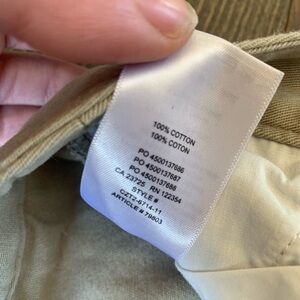 100% COTTON
100% COTON
PO 4500137686
PO 4500137687
PO 4500137688
CA 23725 RN 122354
STYLE #
CZT2-6714-11
ARTICLE # 79803